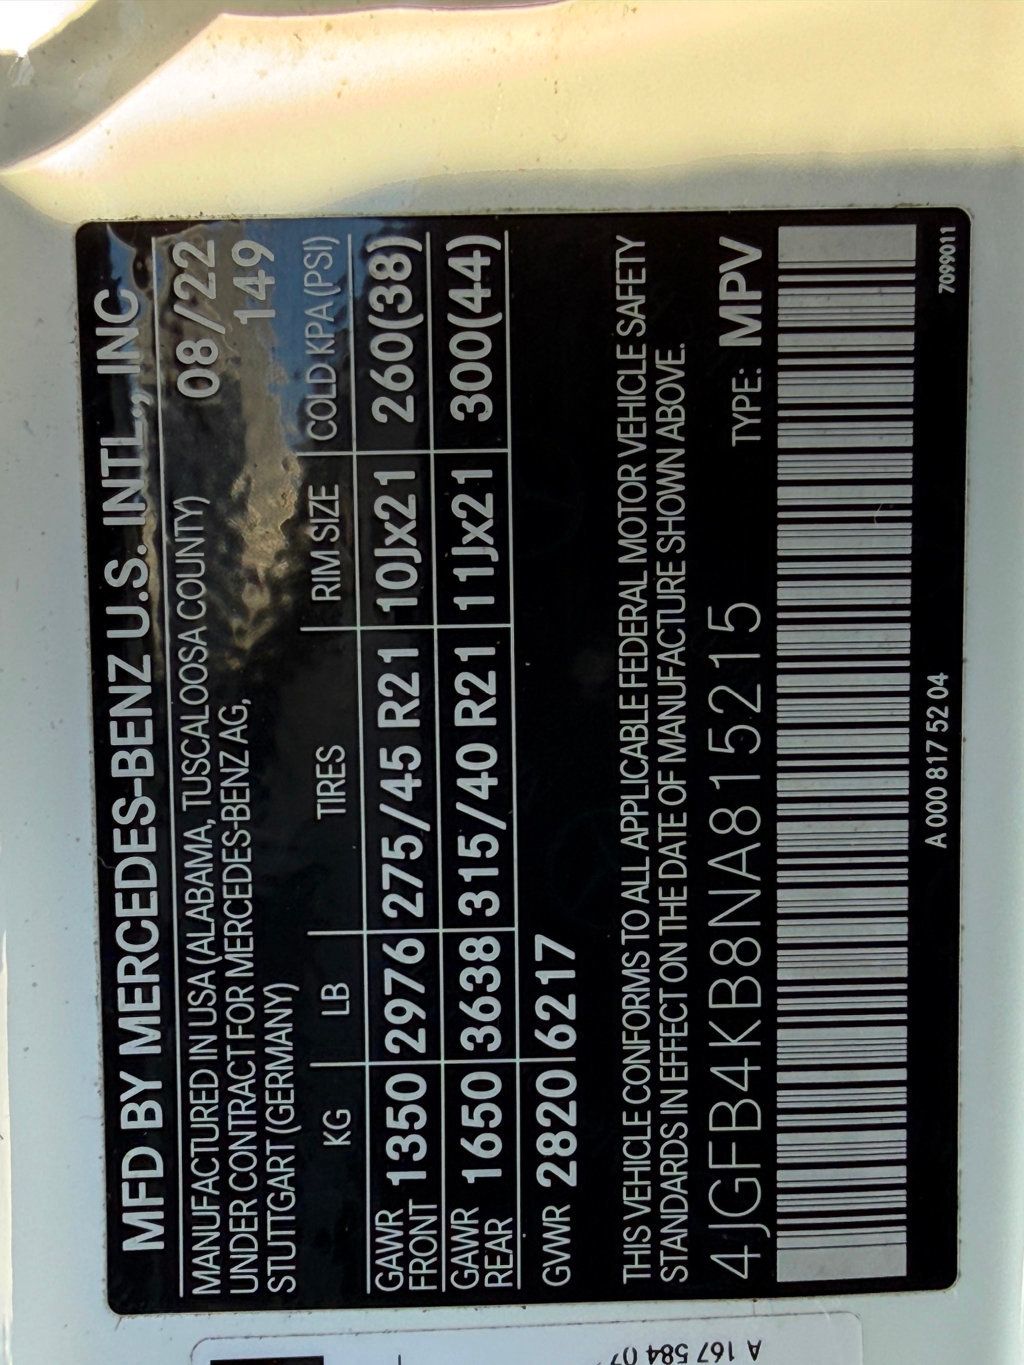 MFD BY MERCEDES-BENZ U.S. INTL., INC
MANUFACTURED IN USA (ALABAMA, TUSCALOOSA COUNTY) 08/22
UNDER CONTRACT FOR MERCEDES-BENZ AG, 149
STUTTGART (GERMANY)
KG LB TIRES RIM SIZE COLD KPA (PSI)
GAWR FRONT 1350 2976 275/45 R21 10Jx21 260(38)
GAWR REAR 1650 3638 315/40 R21 11Jx21 300(44)
GVWR 2820 6217
THIS VEHICLE CONFORMS TO ALL APPLICABLE FEDERAL MOTOR VEHICLE SAFETY
STANDARDS IN EFFECT ON THE DATE OF MANUFACTURE SHOWN ABOVE.
4JGFB4KB8NA815215 TYPE: MPV
A 000 817 52 04 7099011
A 167 584 07